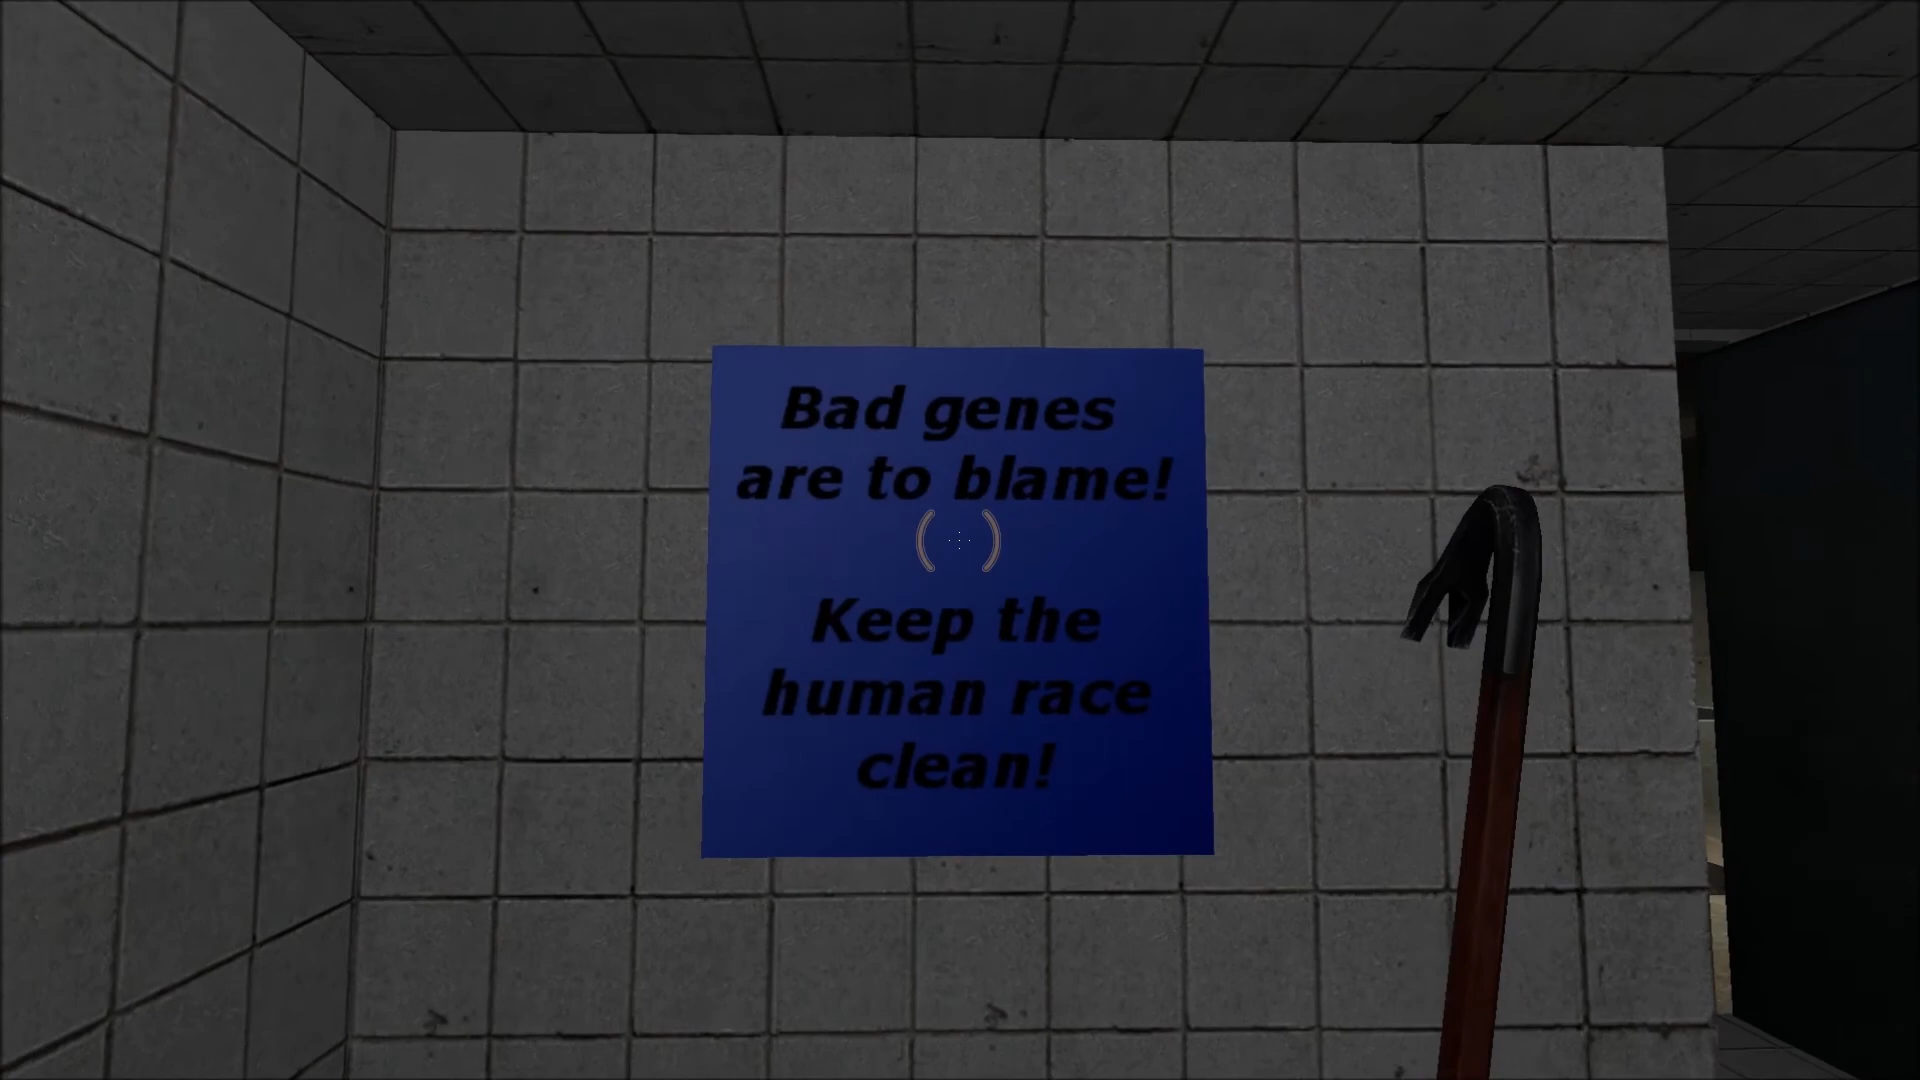 Bad genes
are to blame!
Keep the
human race
clean!